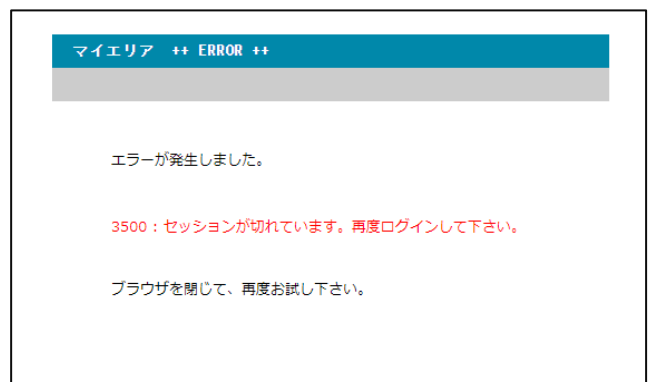 マイエリア ++ ERROR ++
エラーが発生しました。
3500：セッションが切れています。再度ログインして下さい。
ブラウザを閉じて、再度お試し下さい。